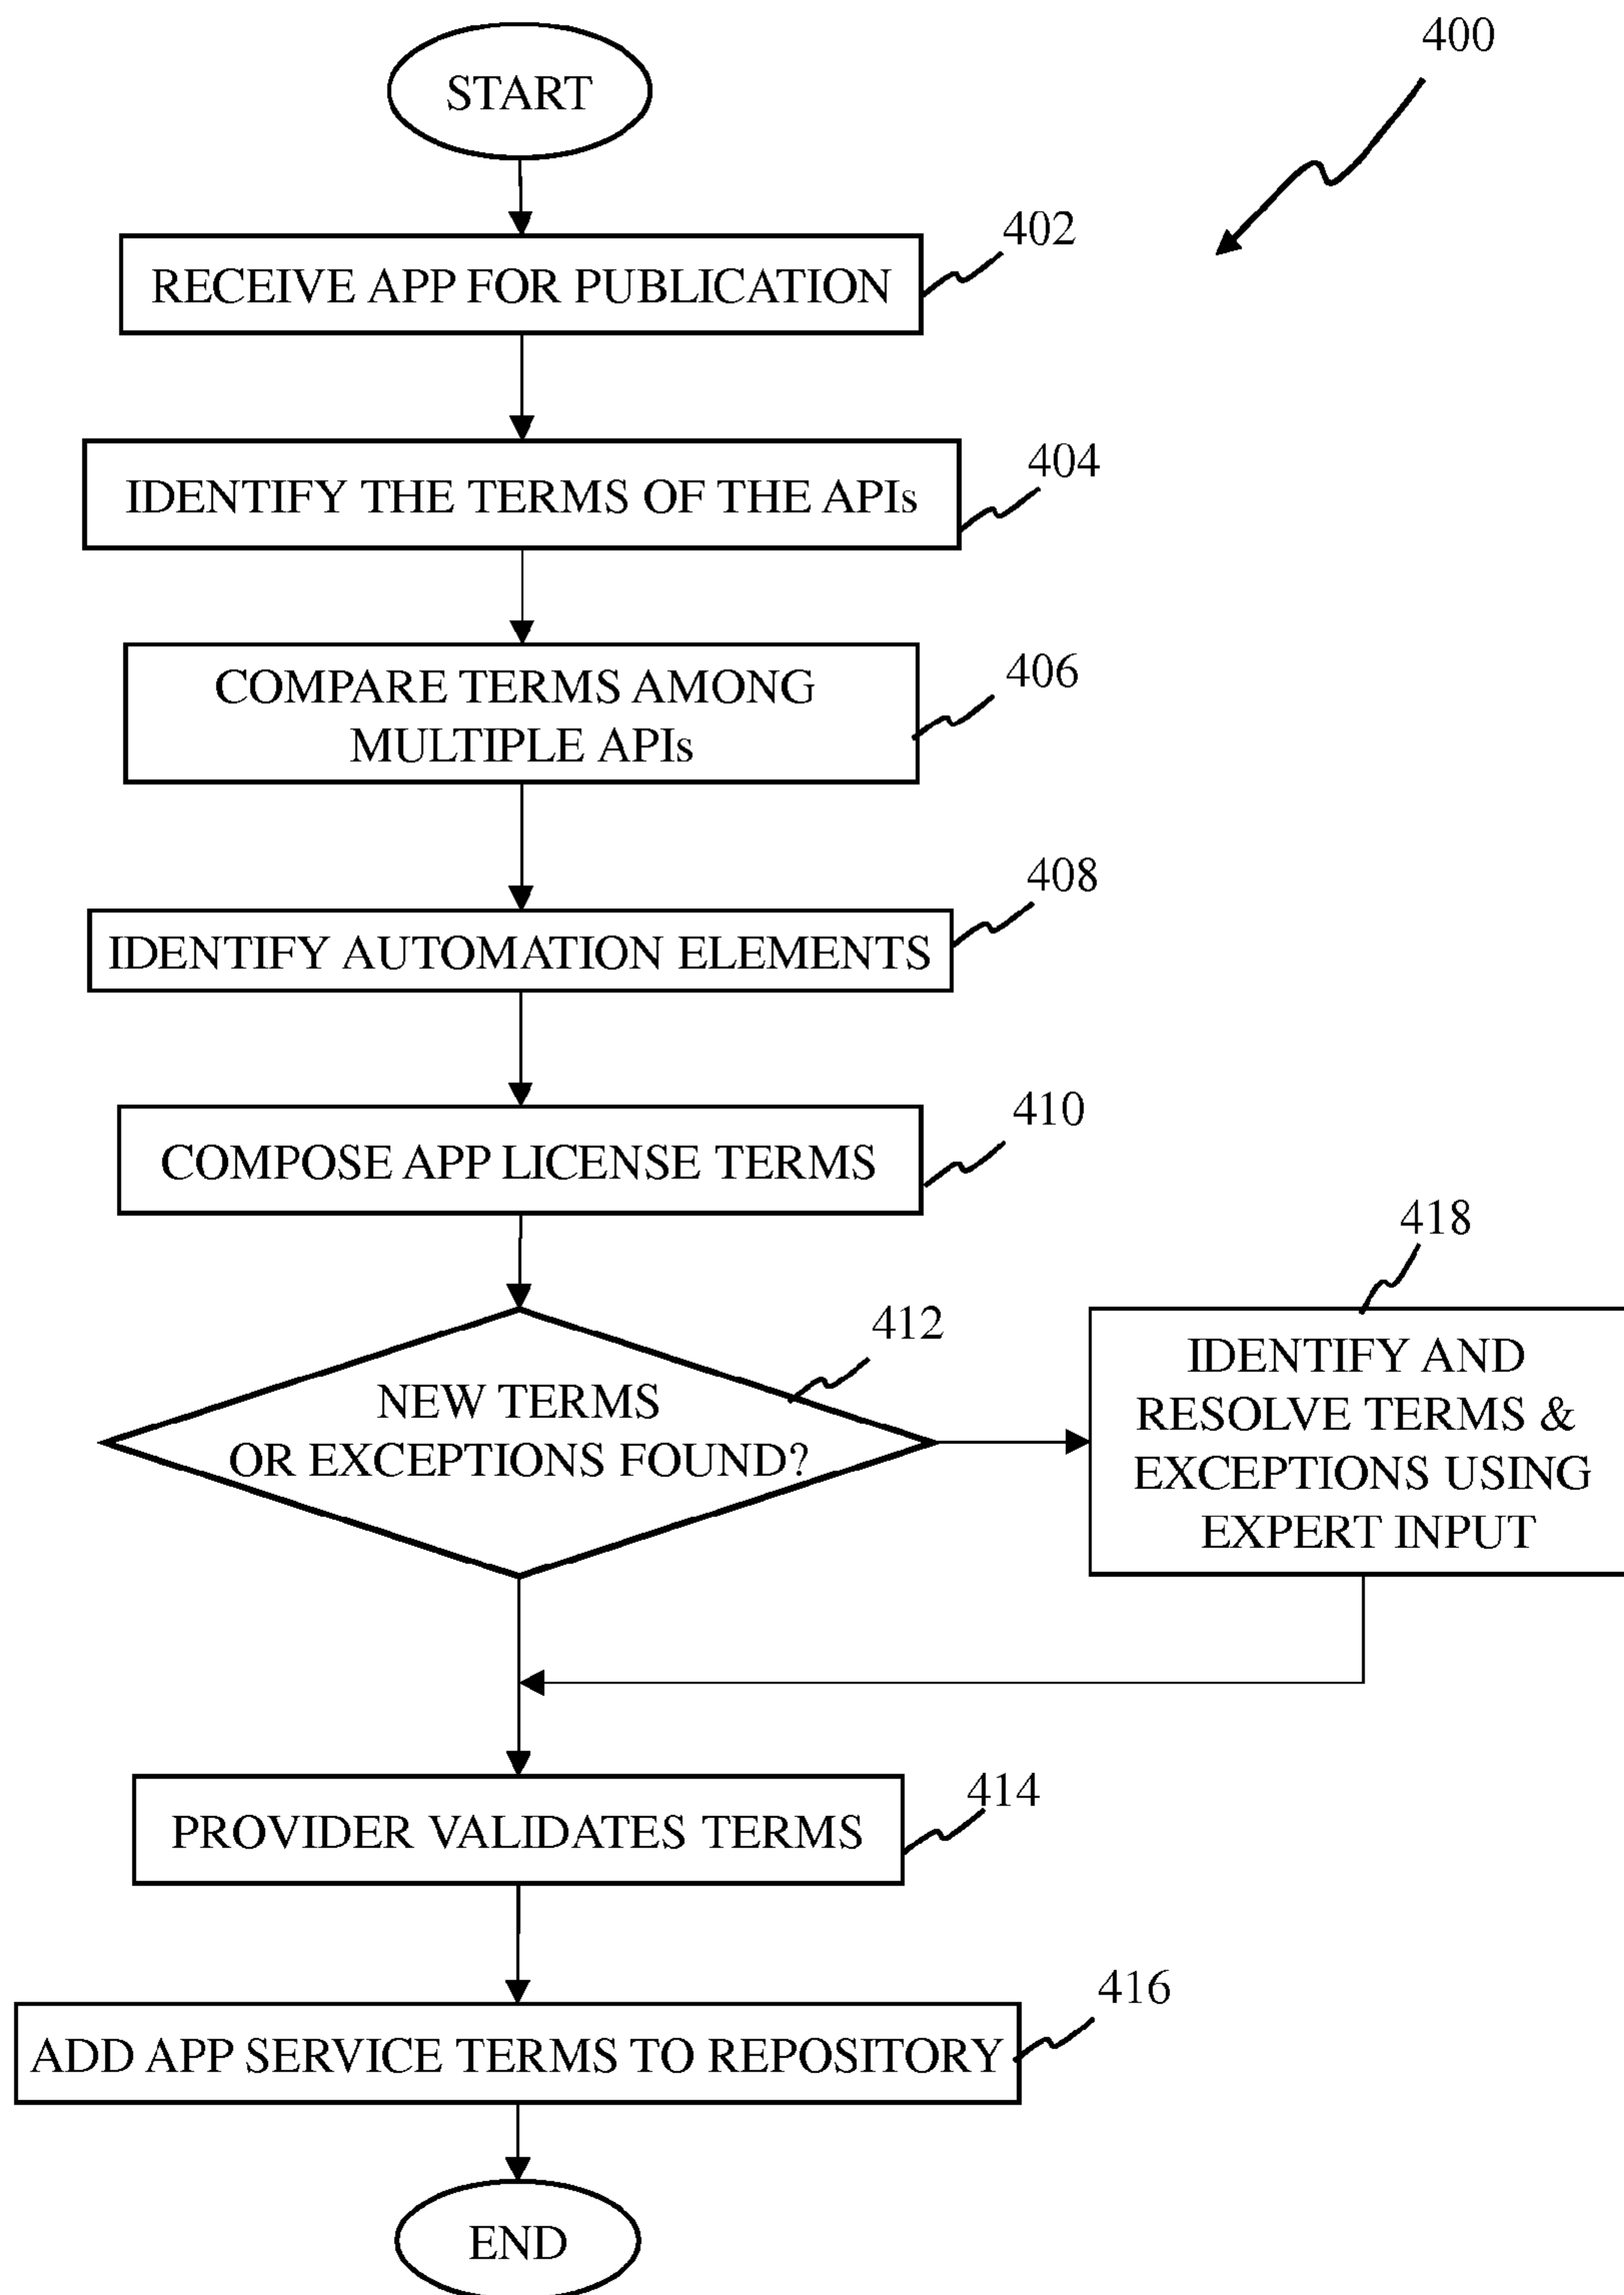 400
START
402
RECEIVE APP FOR PUBLICATION
404
IDENTIFY THE TERMS OF THE APIs
406
COMPARE TERMS AMONG
MULTIPLE APIs
408
IDENTIFY AUTOMATION ELEMENTS
410
COMPOSE APP LICENSE TERMS
412
NEW TERMS
OR EXCEPTIONS FOUND?
418
IDENTIFY AND
RESOLVE TERMS &
EXCEPTIONS USING
EXPERT INPUT
414
PROVIDER VALIDATES TERMS
416
ADD APP SERVICE TERMS TO REPOSITORY
END